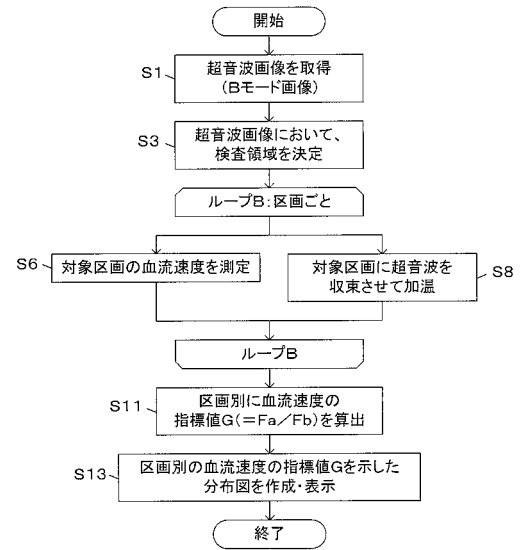 開始
S1
超音波画像を取得
(Bモード画像)
S3
超音波画像において、
検査領域を決定
ループB:区画ごと
S6
対象区画の血流速度を測定
対象区画に超音波を
収束させて加温
S8
ループB
S11
区画別に血流速度の
指標値G(=Fa/Fb)を算出
S13
区画別の血流速度の指標値Gを示した
分布図を作成・表示
終了